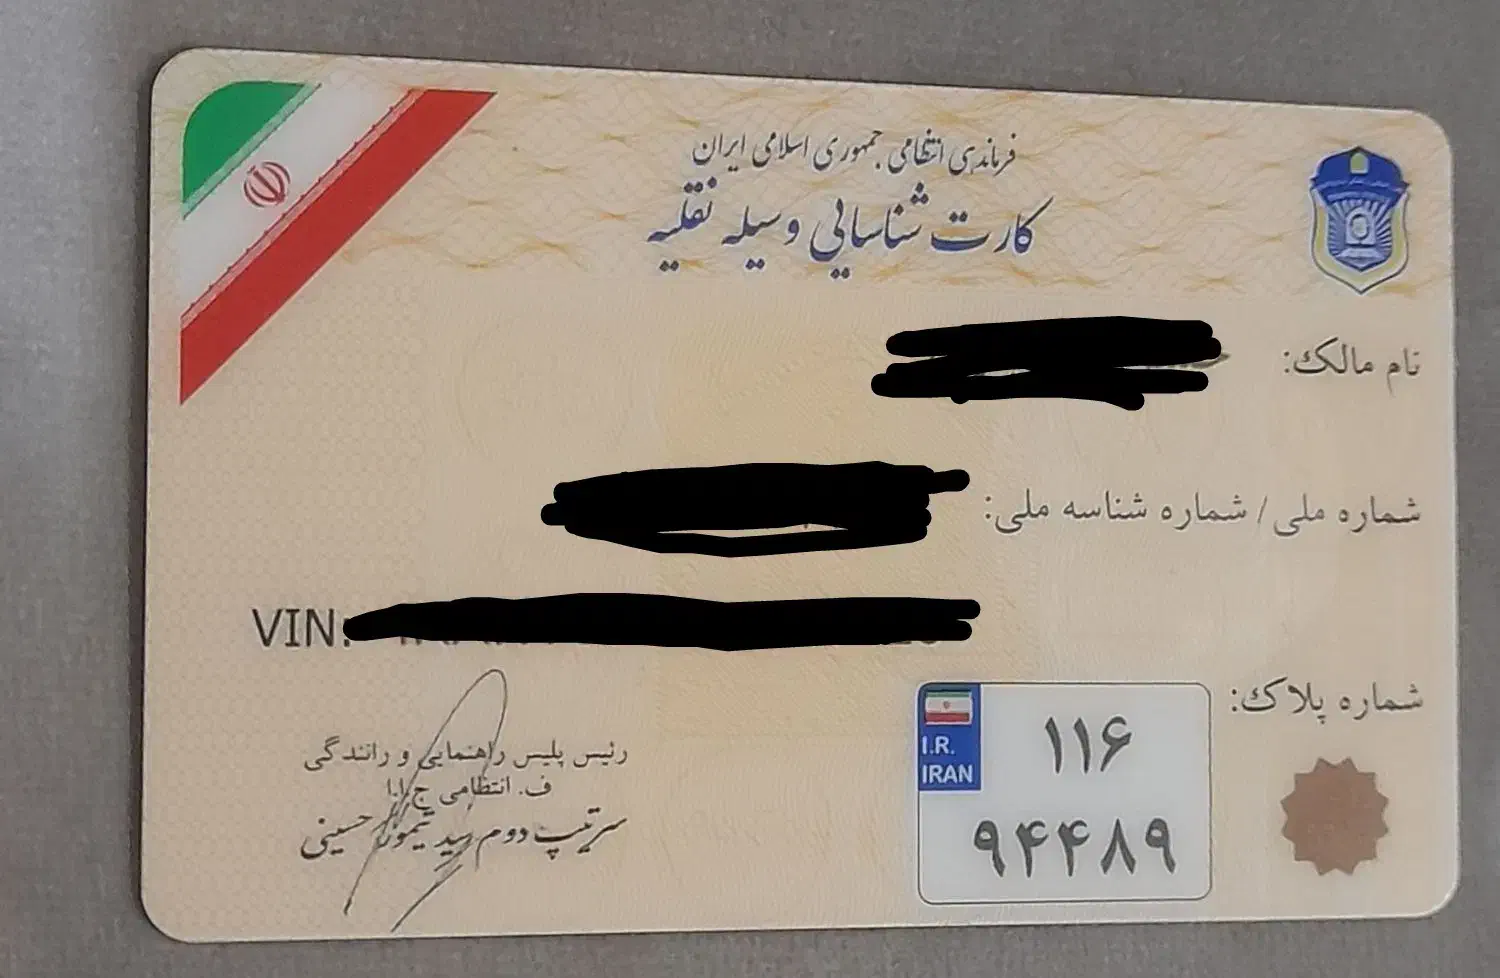 فرماندهی انتظامی جمهوری اسلامی ایران
کارت شناسایی وسیله نقلیه
نام مالک:
شماره ملی / شماره شناسه ملی:
VIN:
شماره پلاک:
I.R.
IRAN
۱۱۶
۹۴۴۸۹
رئیس پلیس راهنمایی و رانندگی
ف. انتظامی ج.ا.ا
سرتیپ دوم سید تیمور حسینی